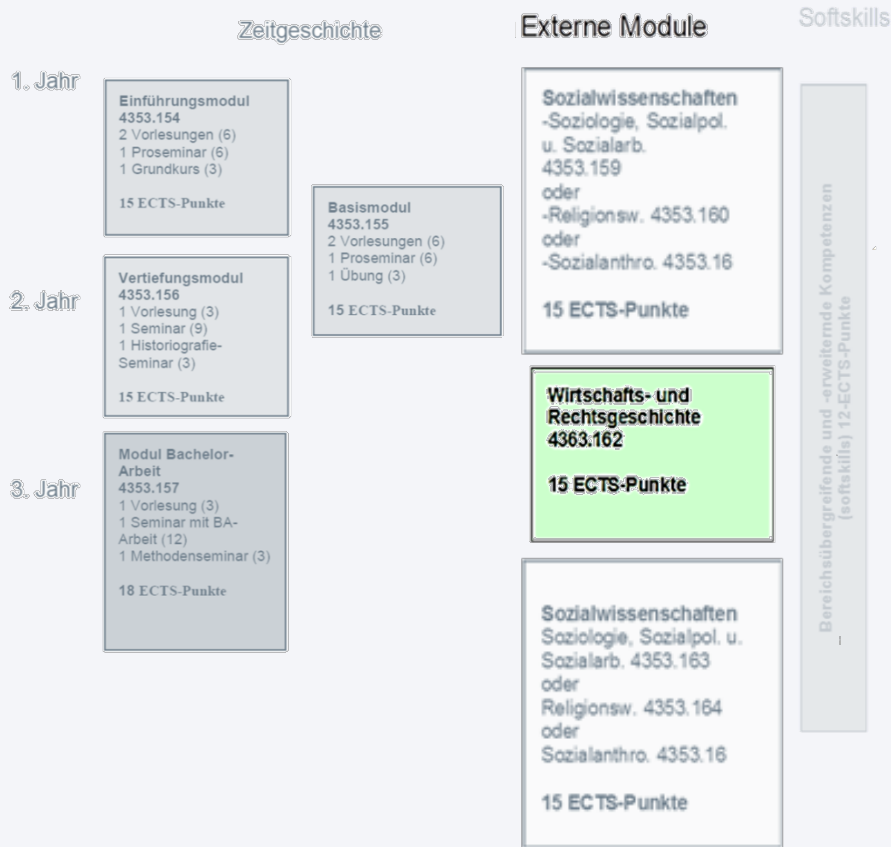 Zeitgeschichte
Externe Module
Softskills
1. Jahr
Einführungsmodul
4353.154
2 Vorlesungen (6)
1 Proseminar (6)
1 Grundkurs (3)
15 ECTS-Punkte
Basismodul
4353.155
2 Vorlesungen (6)
1 Proseminar (6)
1 Übung (3)
15 ECTS-Punkte
2. Jahr
Vertiefungsmodul
4353.156
1 Vorlesung (3)
1 Seminar (9)
1 Historiografie-
Seminar (3)
15 ECTS-Punkte
3. Jahr
Modul Bachelor-
Arbeit
4353.157
1 Vorlesung (3)
1 Seminar mit BA-
Arbeit (12)
1 Methodenseminar (3)
18 ECTS-Punkte
Sozialwissenschaften
-Soziologie, Sozialpol.
u. Sozialarb.
4353.159
oder
-Religionsw. 4353.160
oder
-Sozialanthro. 4353.16
15 ECTS-Punkte
Wirtschafts- und
Rechtsgeschichte
4363.162
15 ECTS-Punkte
Sozialwissenschaften
Soziologie, Sozialpol. u.
Sozialarb. 4353.163
oder
Religionsw. 4353.164
oder
Sozialanthro. 4353.16
15 ECTS-Punkte
Bereichsübergreifende und -erweiternde Kompetenzen
(softskills) 12-ECTS-Punkte